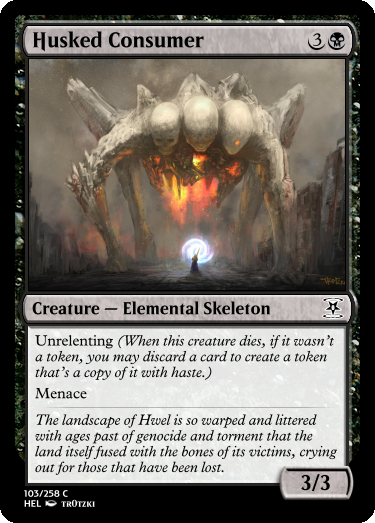 Husked Consumer 3
Creature — Elemental Skeleton
Unrelenting (When this creature dies, if it wasn't
a token, you may discard a card to create a token
that's a copy of it with haste.)
Menace
The landscape of Hwel is so warped and littered
with ages past of genocide and torment that the
land itself fused with the bones of its victims, crying
out for those that have been lost.
3/3
103/258 C
HEL ★ TR0TZKI